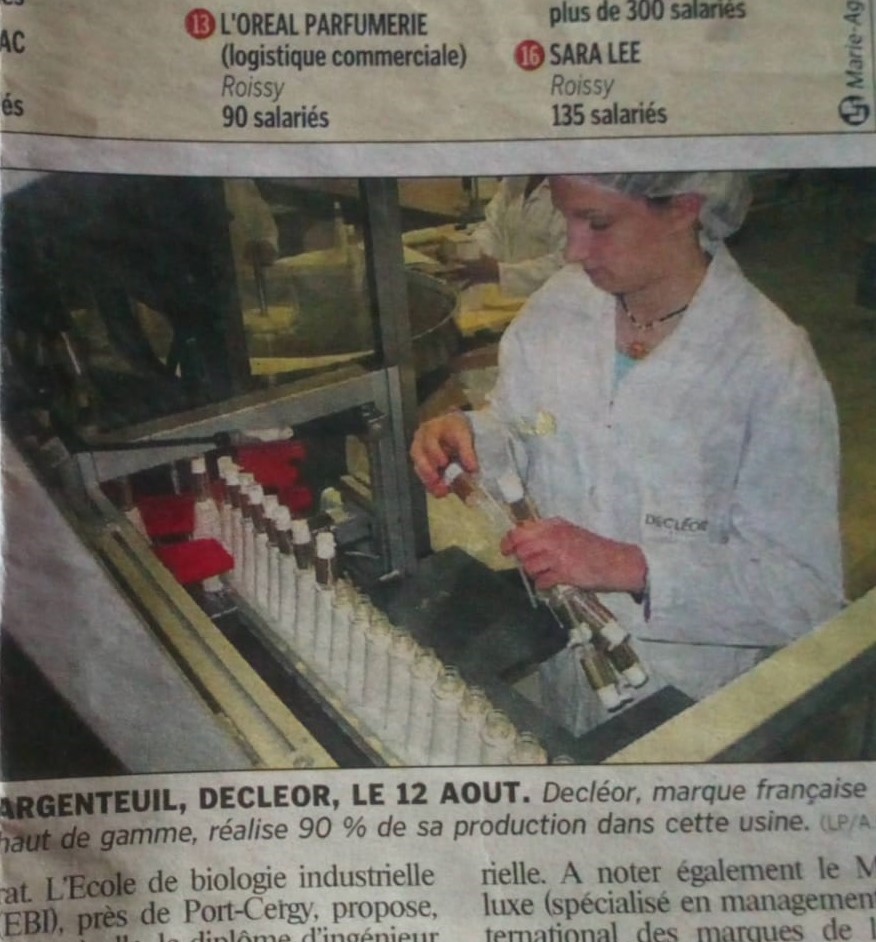 AC
és
13 L'OREAL PARFUMERIE
(logistique commerciale)
Roissy
90 salariés
plus de 300 salariés
16 SARA LEE
Roissy
135 salariés
Marie-Ag
DECLÉOR
ARGENTEUIL, DECLEOR, LE 12 AOUT. Decléor, marque française
haut de gamme, réalise 90 % de sa production dans cette usine. (LP/A
rat. L'Ecole de biologie industrielle
(EBI), près de Port-Cergy, propose,
le diplôme d'ingénieur
rielle. A noter également le M
luxe (spécialisé en management
ternational des marques de l